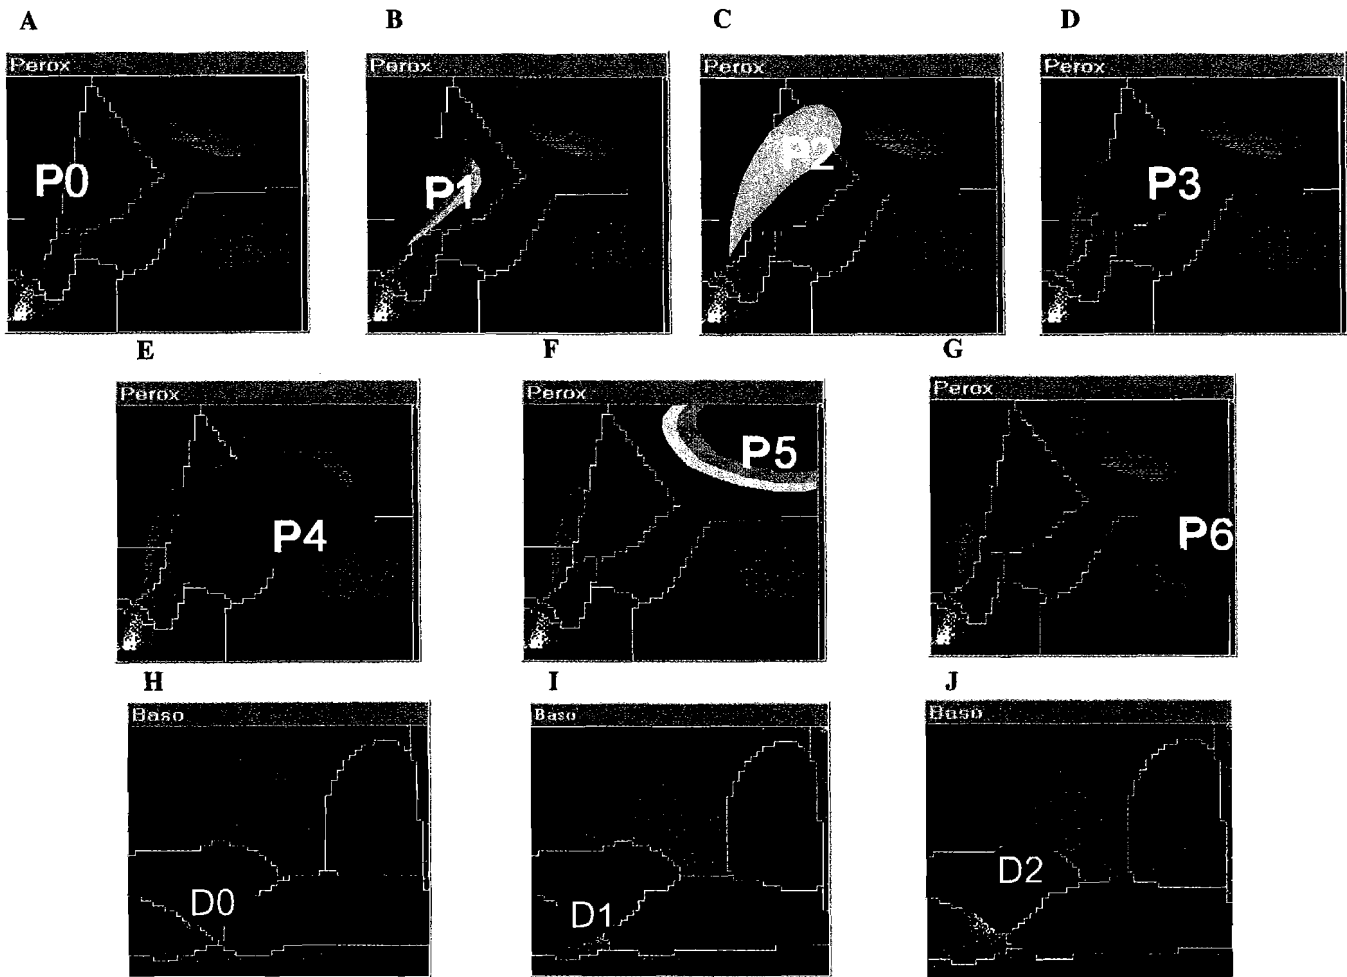 A B C D
Perox Perox Perox Perox
P0 P1 P2 P3
E F G
Perox Perox Perox
P4 P5 P6
H I J
Baso Baso Baso
D0 D1 D2